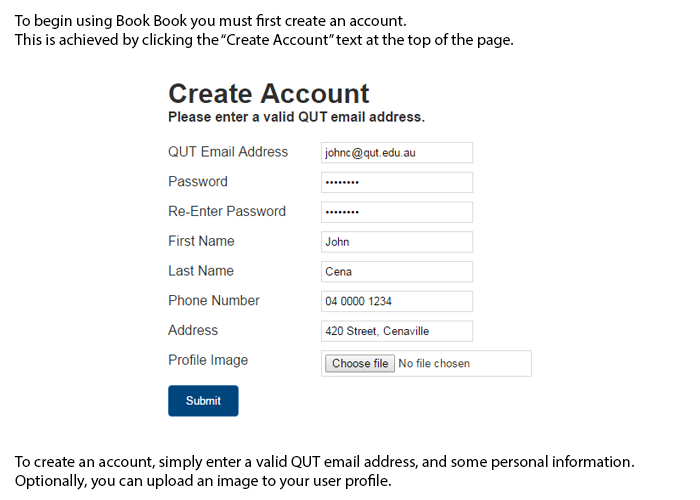 To begin using Book Book you must first create an account.
This is achieved by clicking the “Create Account” text at the top of the page.
Create Account
Please enter a valid QUT email address.
QUT Email Address johnc@qut.edu.au
Password ••••••••
Re-Enter Password ••••••••
First Name John
Last Name Cena
Phone Number 04 0000 1234
Address 420 Street, Cenaville
Profile Image Choose file No file chosen
Submit
To create an account, simply enter a valid QUT email address, and some personal information.
Optionally, you can upload an image to your user profile.